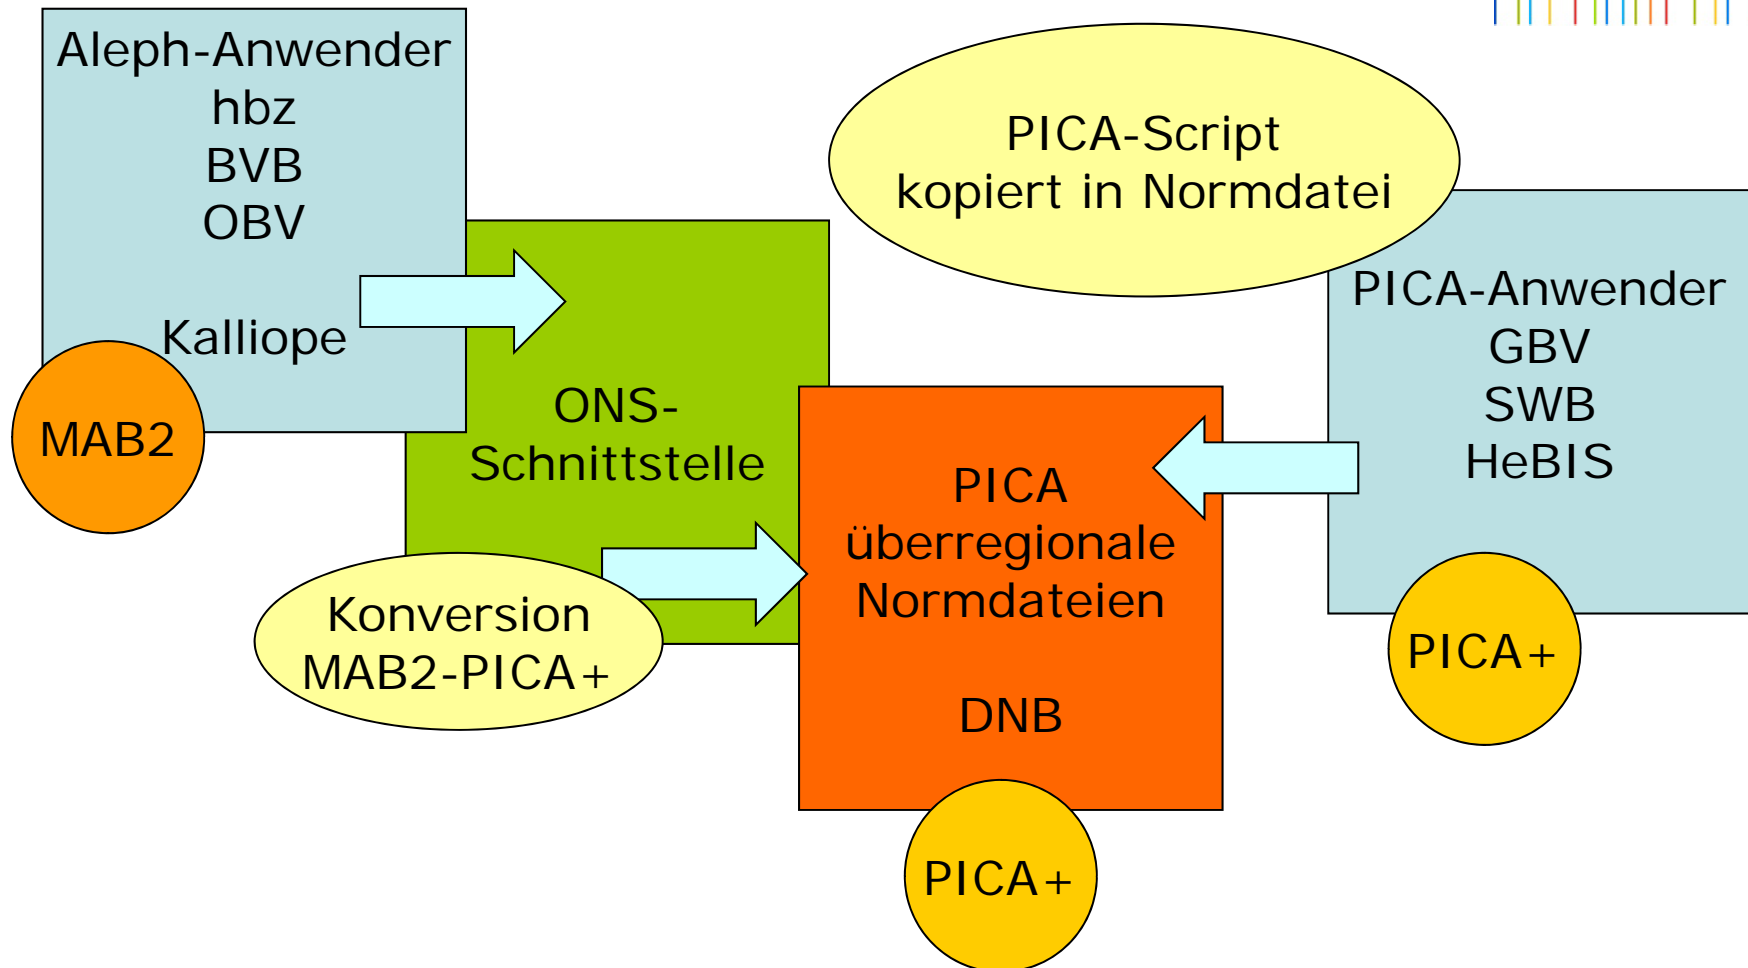 Aleph-Anwender
hbz
BVB
OBV
Kalliope
MAB2
ONS-
Schnittstelle
Konversion
MAB2-PICA+
PICA-Script
kopiert in Normdatei
PICA
überregionale
Normdateien
DNB
PICA+
PICA-Anwender
GBV
SWB
HeBIS
PICA+